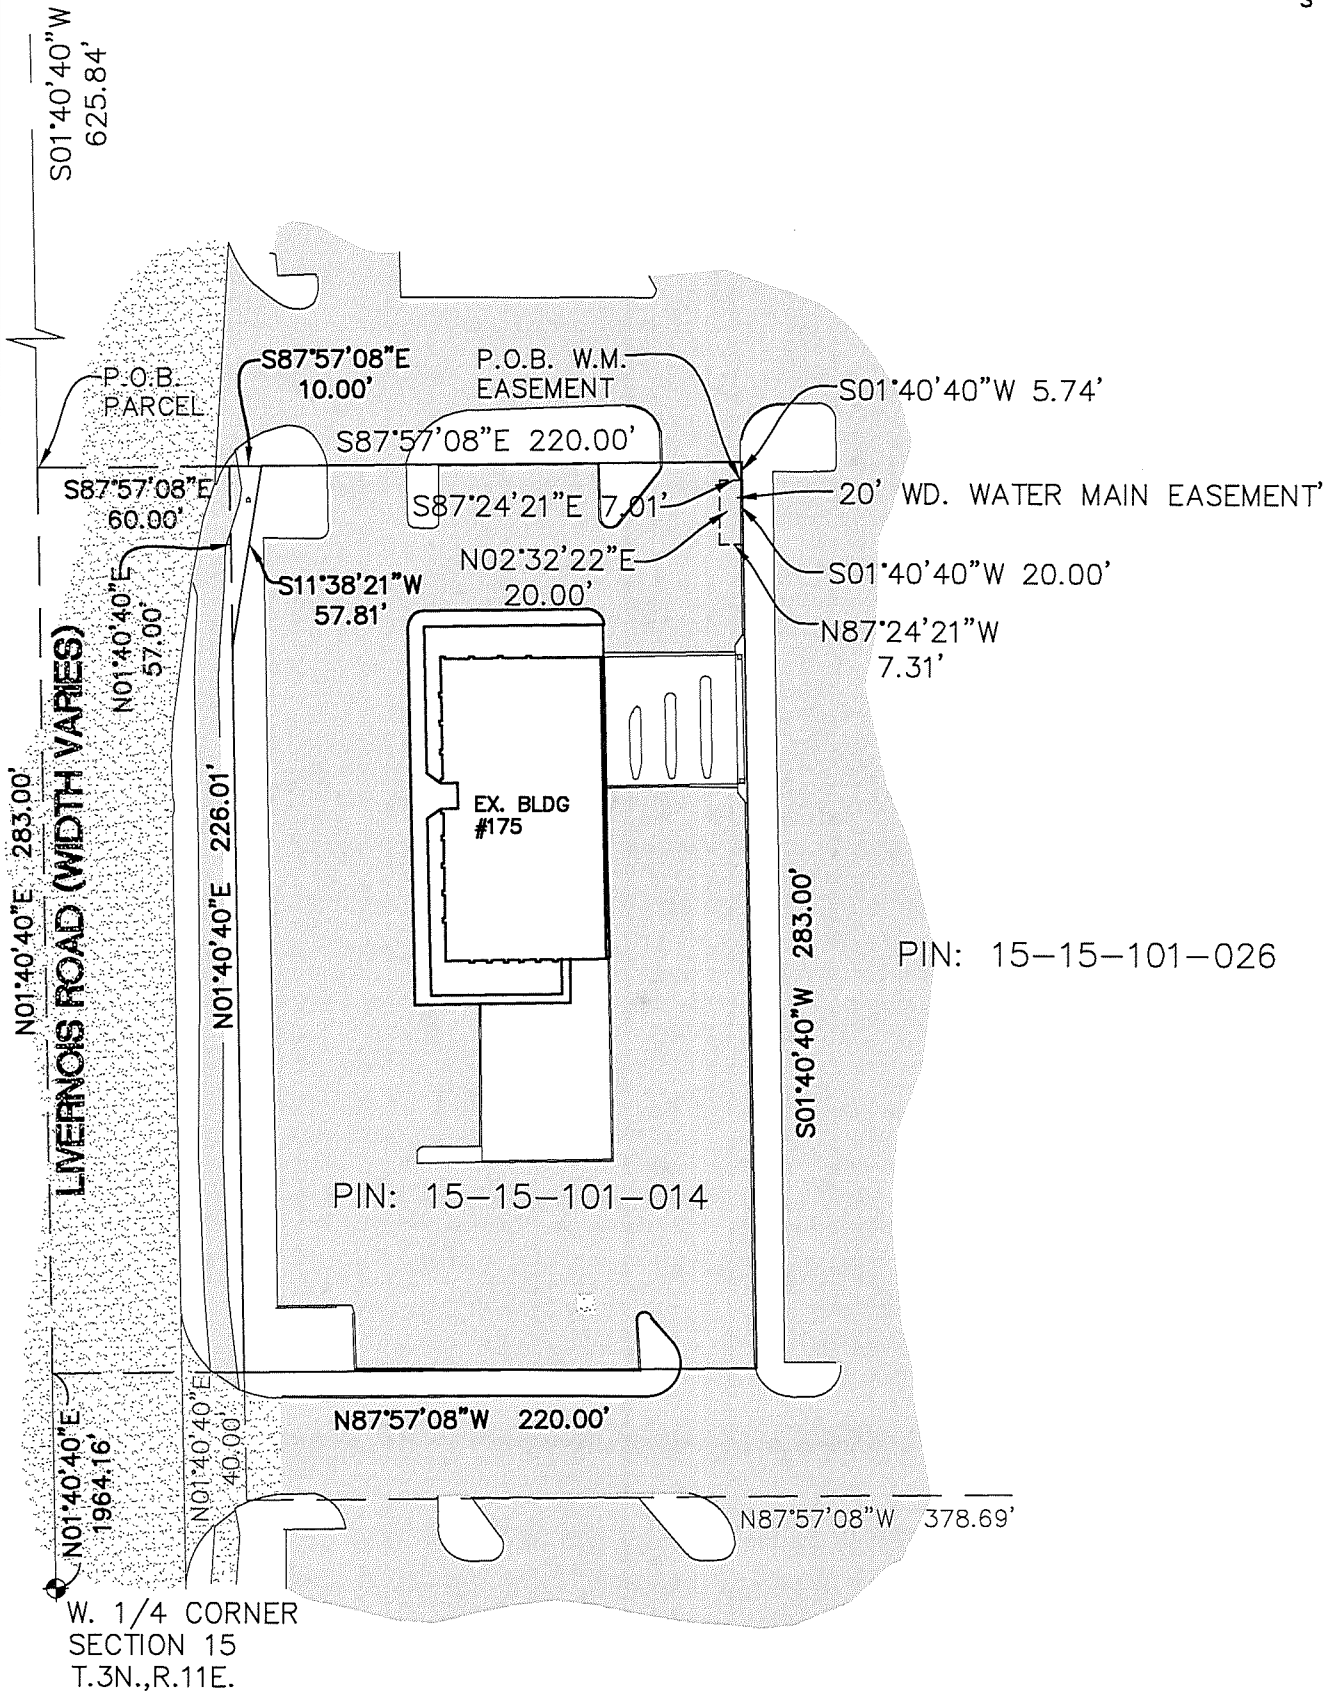 S01°40'40"W
625.84'
P.O.B.
PARCEL
S87°57'08"E
10.00'
P.O.B. W.M.
EASEMENT
S01°40'40"W 5.74'
S87°57'08"E 220.00'
S87°57'08"E
60.00'
S87°24'21"E 7.01'
20' WD. WATER MAIN EASEMENT'
N02°32'22"E
20.00'
S01°40'40"W 20.00'
N01°40'40"E
57.00'
S11°38'21"W
57.81'
N87°24'21"W
7.31'
N01°40'40"E 283.00'
LIVERNOIS ROAD (WIDTH VARIES)
N01°40'40"E 226.01'
EX. BLDG
#175
S01°40'40"W 283.00'
PIN: 15-15-101-026
PIN: 15-15-101-014
N87°57'08"W 220.00'
N01°40'40"E
1964.16'
N01°40'40"E
40.00'
N87°57'08"W 378.69'
W. 1/4 CORNER
SECTION 15
T.3N.,R.11E.